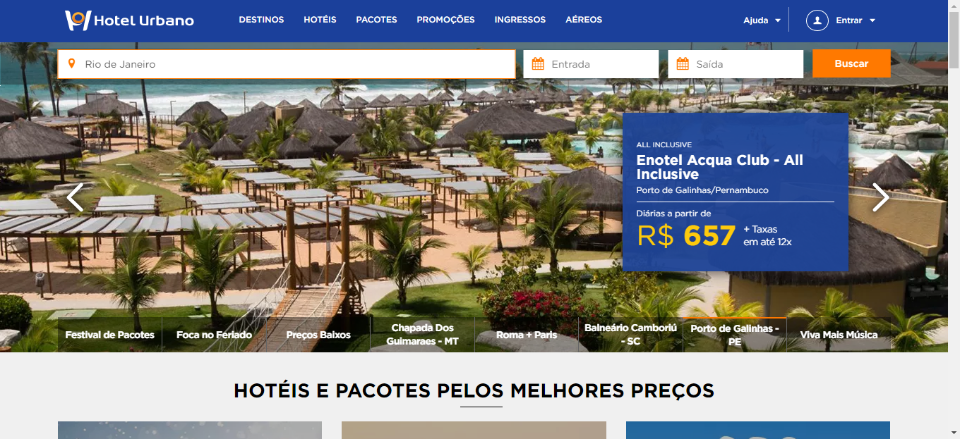 Hotel Urbano
DESTINOS HOTÉIS PACOTES PROMOÇÕES INGRESSOS AÉREOS
Ajuda Entrar
Rio de Janeiro Entrada Saída Buscar
ALL INCLUSIVE
Enotel Acqua Club - All
Inclusive
Porto de Galinhas/Pernambuco
Diárias a partir de
R$ 657 + Taxas
em até 12x
Festival de Pacotes
Foca no Feriado
Preços Baixos
Chapada Dos
Guimaraes - MT
Roma + Paris
Balneário Camboriú
- SC
Porto de Galinhas -
PE
Viva Mais Música
HOTÉIS E PACOTES PELOS MELHORES PREÇOS